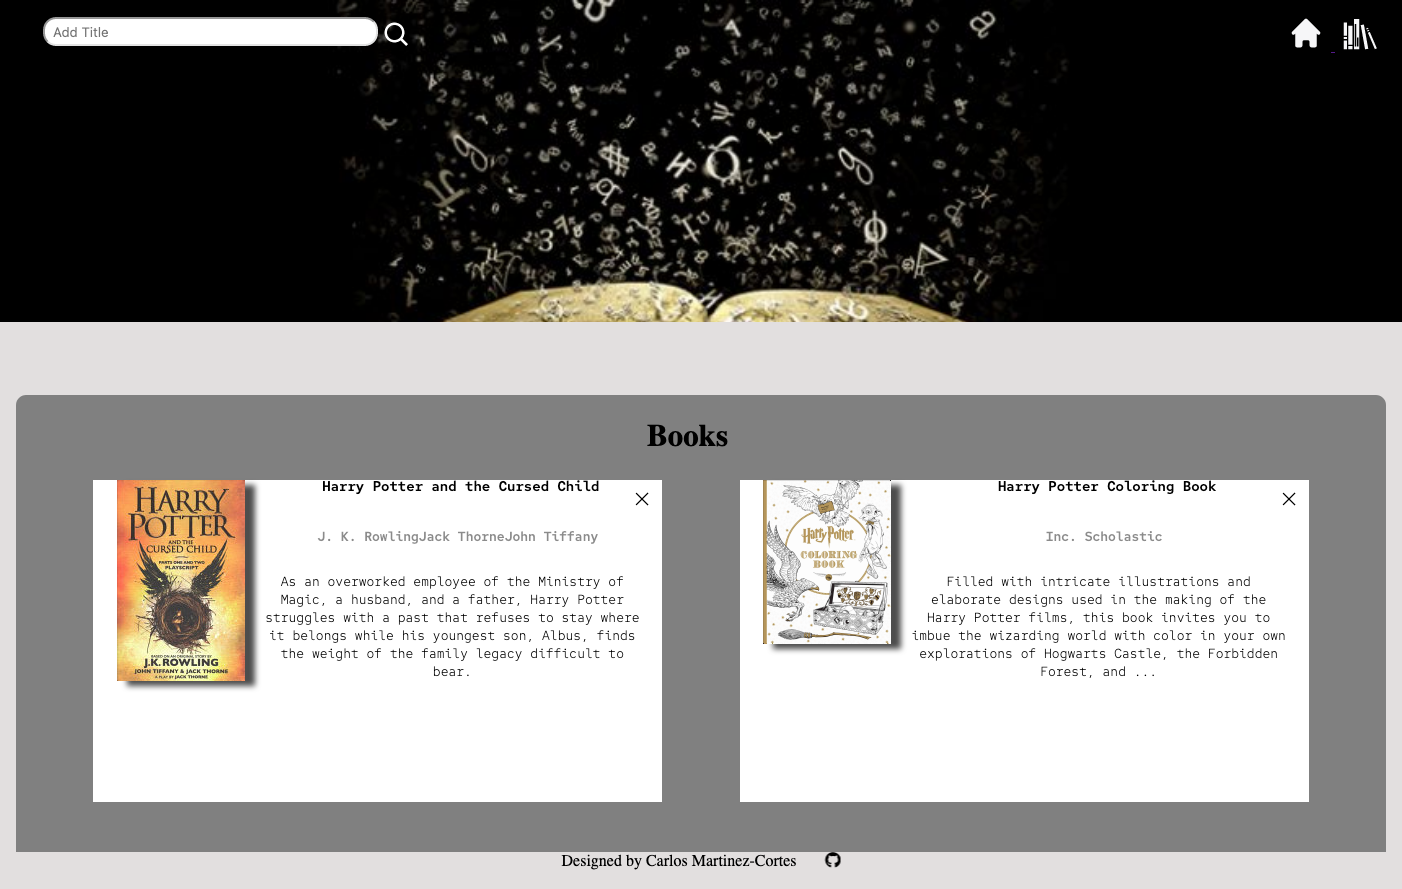 Add Title
Books
HARRY
POTTER
AND THE
CURSED CHILD
PARTS ONE AND TWO
PLAYSCRIPT
BASED ON AN ORIGINAL STORY BY
J.K.ROWLING
JOHN TIFFANY & JACK THORNE
A PLAY BY JACK THORNE
Harry Potter and the Cursed Child
J. K. RowlingJack ThorneJohn Tiffany
As an overworked employee of the Ministry of
Magic, a husband, and a father, Harry Potter
struggles with a past that refuses to stay where
it belongs while his youngest son, Albus, finds
the weight of the family legacy difficult to
bear.
Harry Potter
COLORING
BOOK
Harry Potter Coloring Book
Inc. Scholastic
Filled with intricate illustrations and
elaborate designs used in the making of the
Harry Potter films, this book invites you to
imbue the wizarding world with color in your own
explorations of Hogwarts Castle, the Forbidden
Forest, and ...
Designed by Carlos Martinez-Cortes